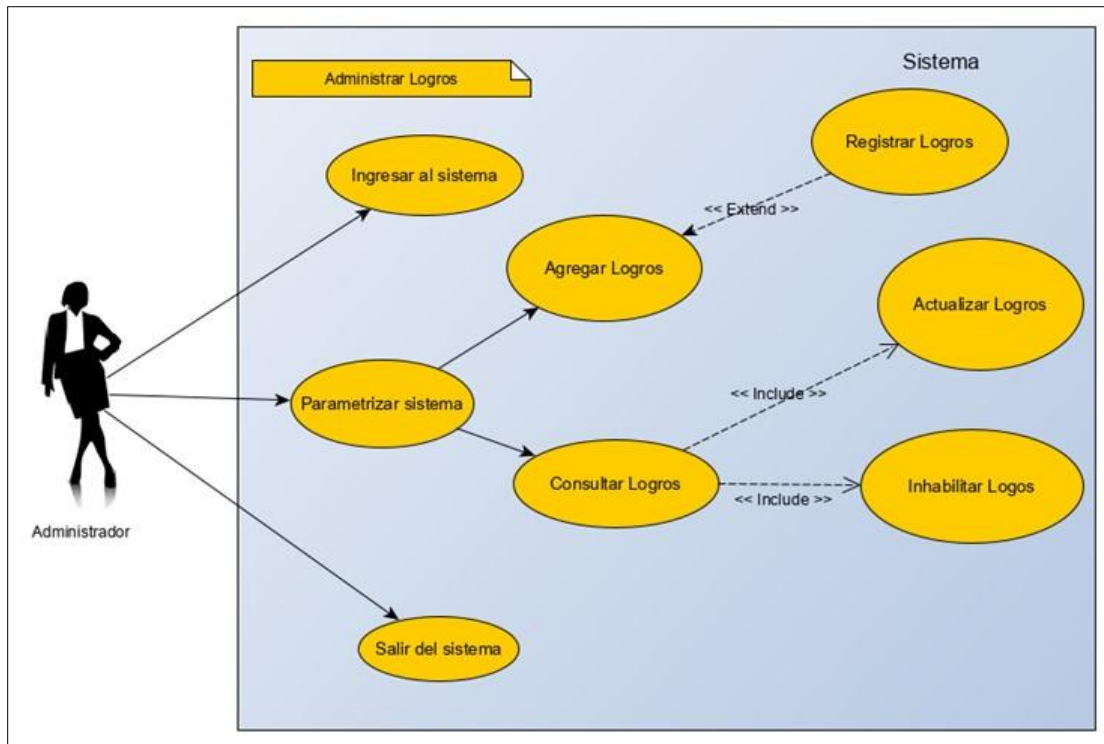 Sistema
Administrar Logros
Registrar Logros
Ingresar al sistema
<< Extend >>
Agregar Logros
Actualizar Logros
<< Include >>
Parametrizar sistema
Consultar Logros
<< Include >>
Inhabilitar Logos
Administrador
Salir del sistema